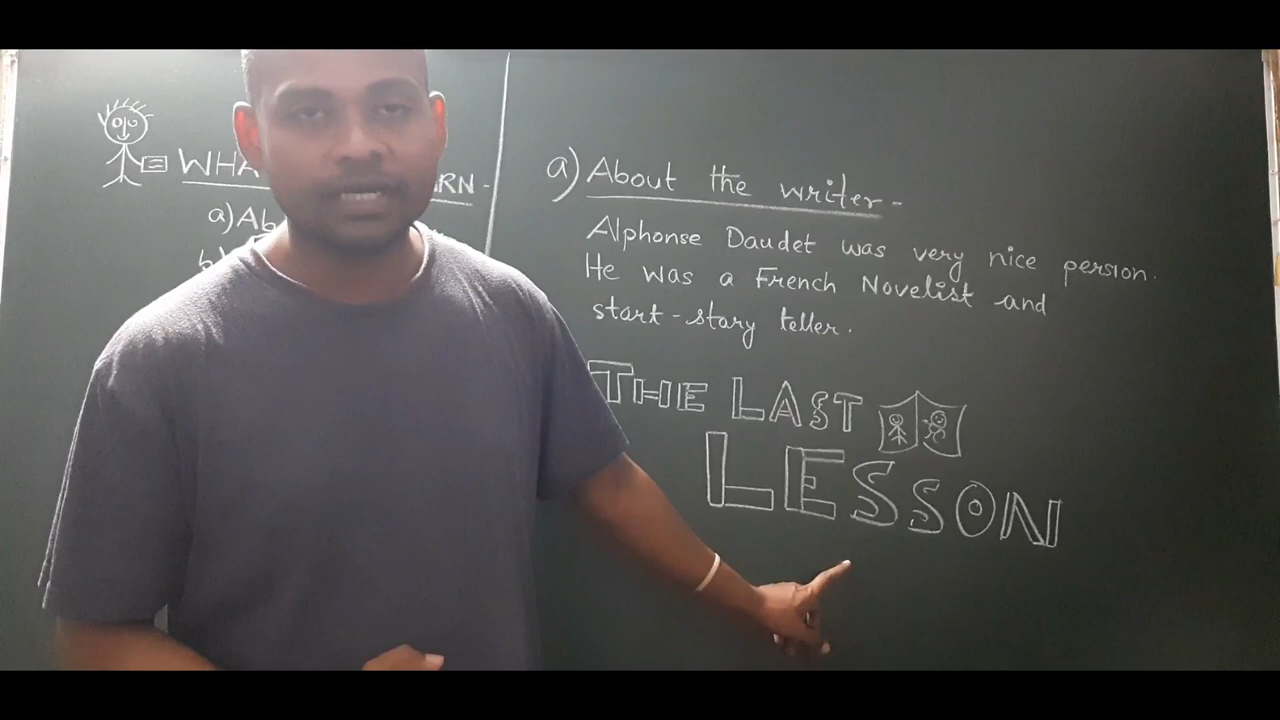 WHA RN -
a) Ab
b)
a) About the writer -
Alphonse Daudet was very nice persion.
He was a French Novelist and
start-story teller.
THE LAST
LESSON